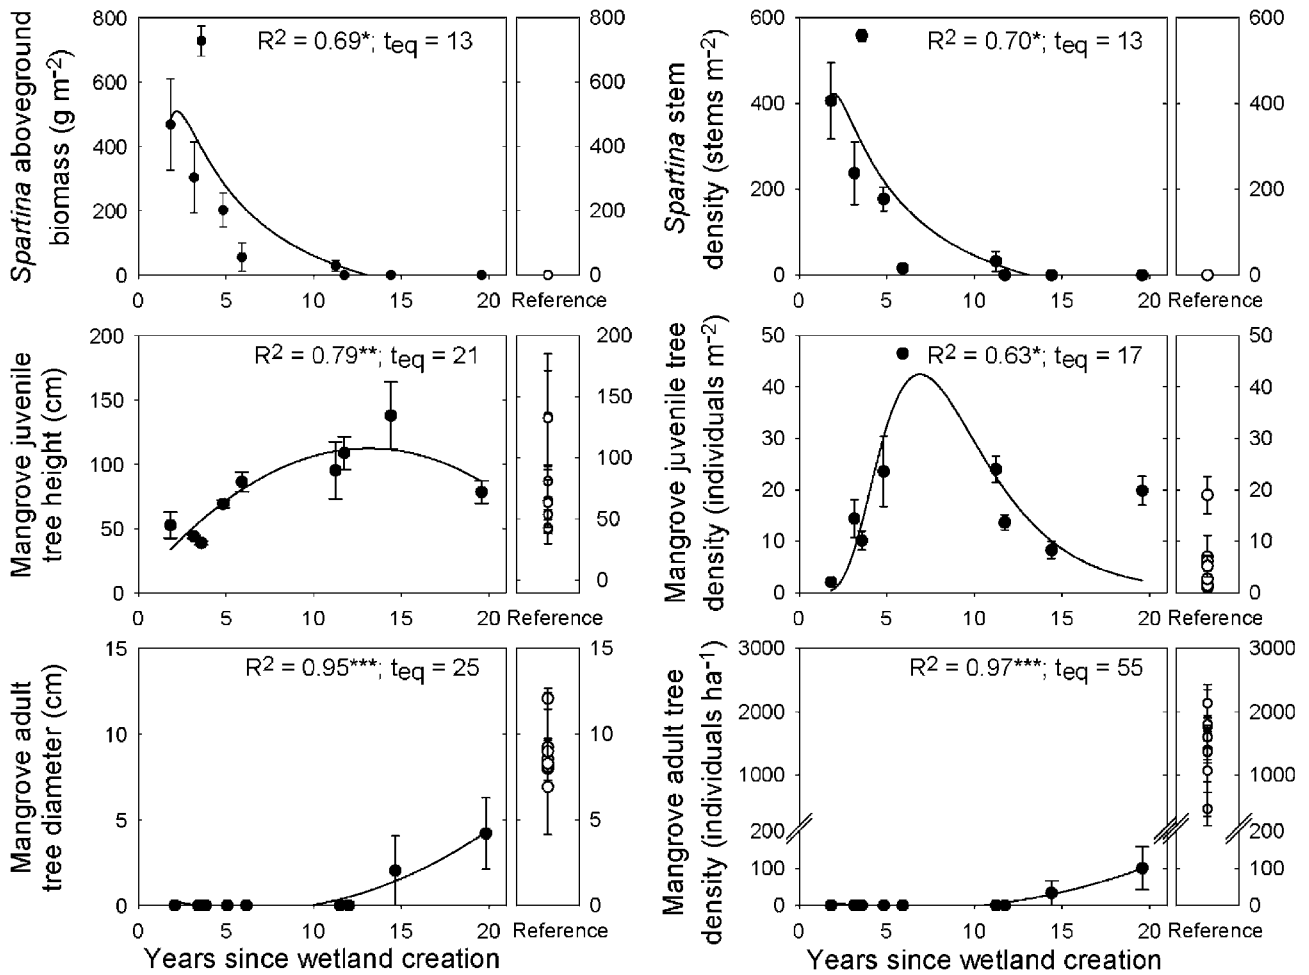 Spartina aboveground
biomass (g m-2)
800
600
400
200
0
R2 = 0.69*; teq = 13
800
600
400
200
0
0 5 10 15 20 Reference
Spartina stem
density (stems m-2)
600
400
200
0
R2 = 0.70*; teq = 13
600
400
200
0
0 5 10 15 20 Reference
Mangrove juvenile
tree height (cm)
200
150
100
50
0
R2 = 0.79**; teq = 21
200
150
100
50
0
0 5 10 15 20 Reference
Mangrove juvenile tree
density (individuals m-2)
50
40
30
20
10
0
R2 = 0.63*; teq = 17
50
40
30
20
10
0
0 5 10 15 20 Reference
Mangrove adult
tree diameter (cm)
15
10
5
0
R2 = 0.95***; teq = 25
15
10
5
0
0 5 10 15 20 Reference
Years since wetland creation
Mangrove adult tree
density (individuals ha-1)
3000
2000
1000
200
100
0
R2 = 0.97***; teq = 55
3000
2000
1000
200
100
0
0 5 10 15 20 Reference
Years since wetland creation